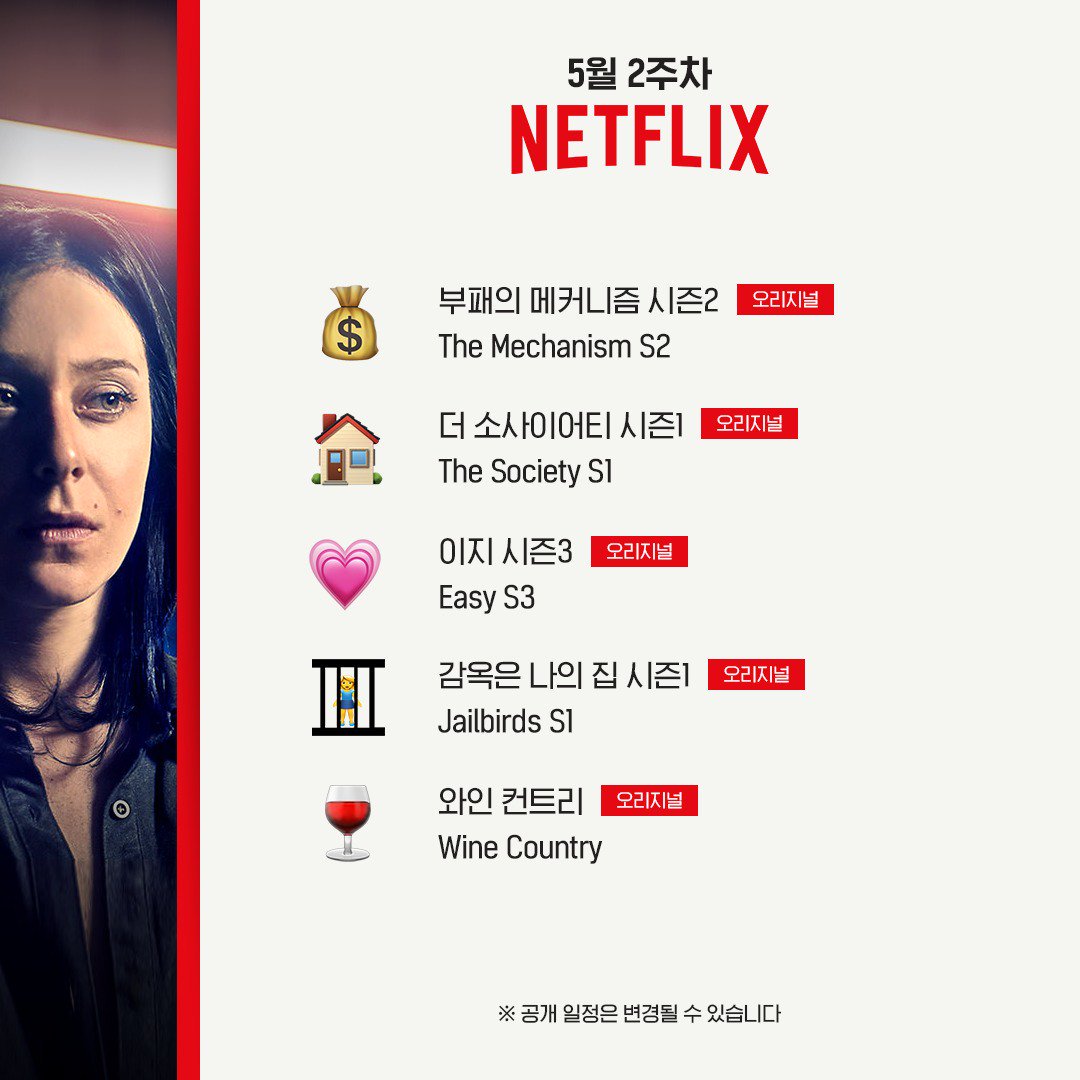 5월 2주차
NETFLIX
부패의 메커니즘 시즌2 오리지널
The Mechanism S2
더 소사이어티 시즌1 오리지널
The Society S1
이지 시즌3 오리지널
Easy S3
감옥은 나의 집 시즌1 오리지널
Jailbirds S1
와인 컨트리 오리지널
Wine Country
※ 공개 일정은 변경될 수 있습니다